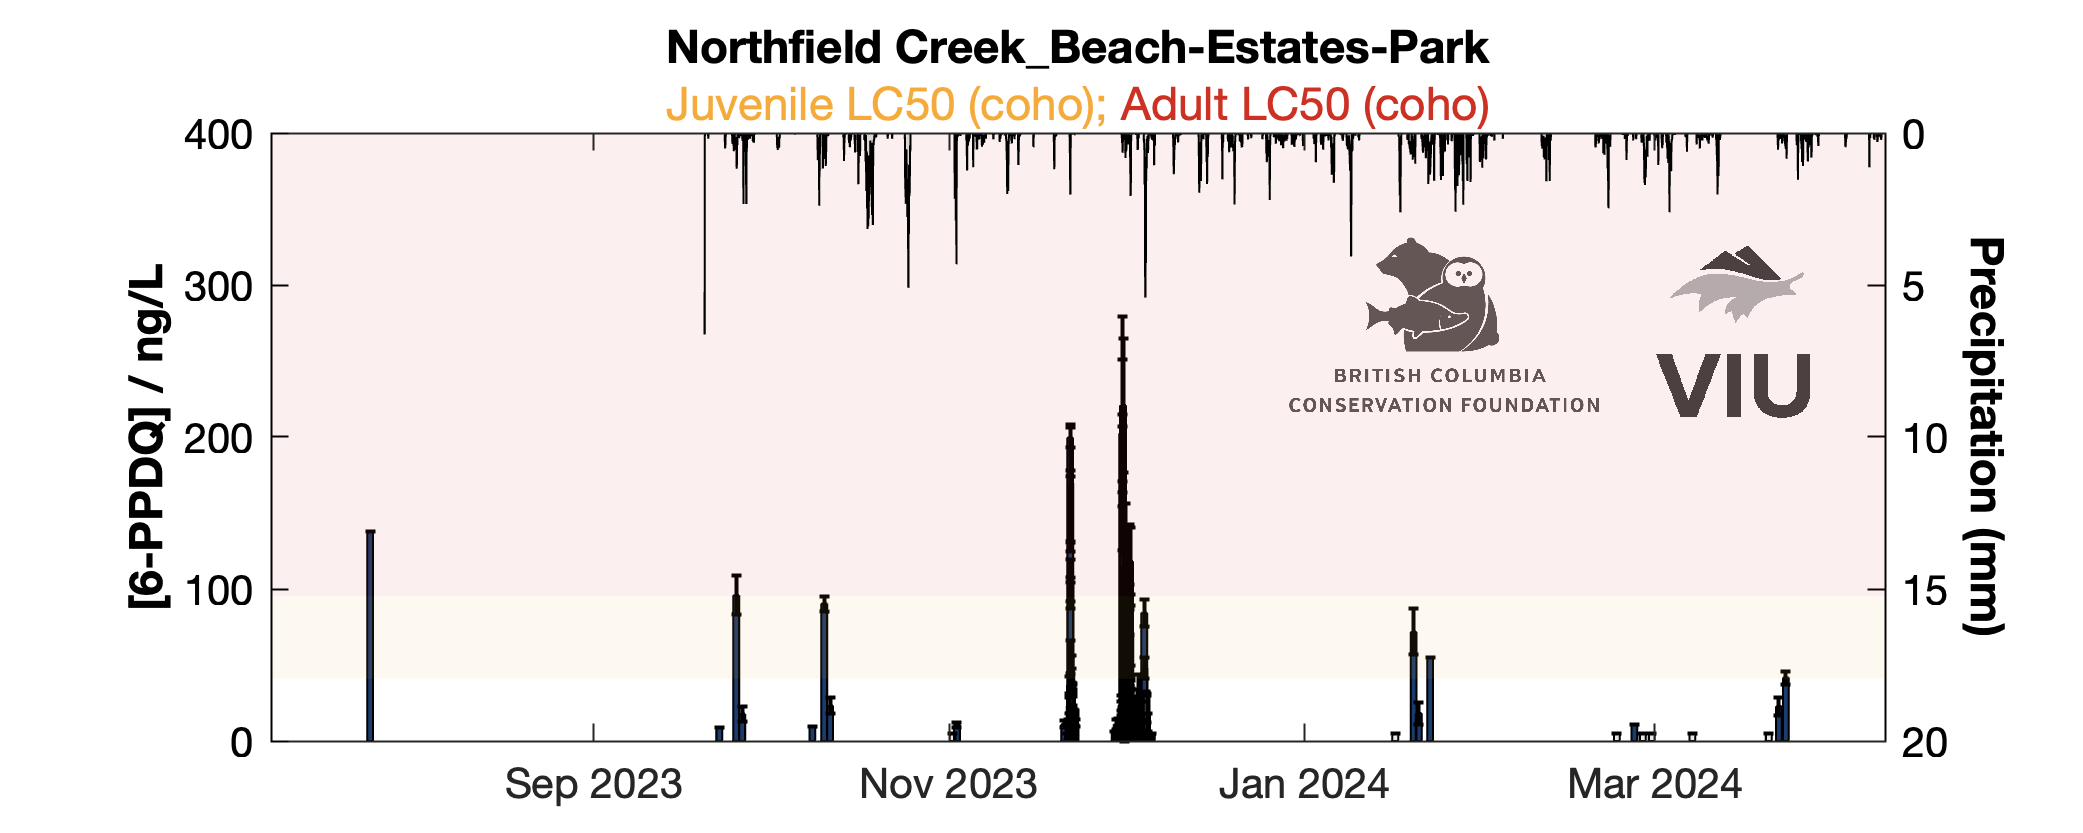 Northfield Creek_Beach-Estates-Park
Juvenile LC50 (coho); Adult LC50 (coho)
400
300
200
100
0
[6-PPDQ] / ng/L
0
5
10
15
20
Precipitation (mm)
BRITISH COLUMBIA
CONSERVATION FOUNDATION
VIU
Sep 2023
Nov 2023
Jan 2024
Mar 2024